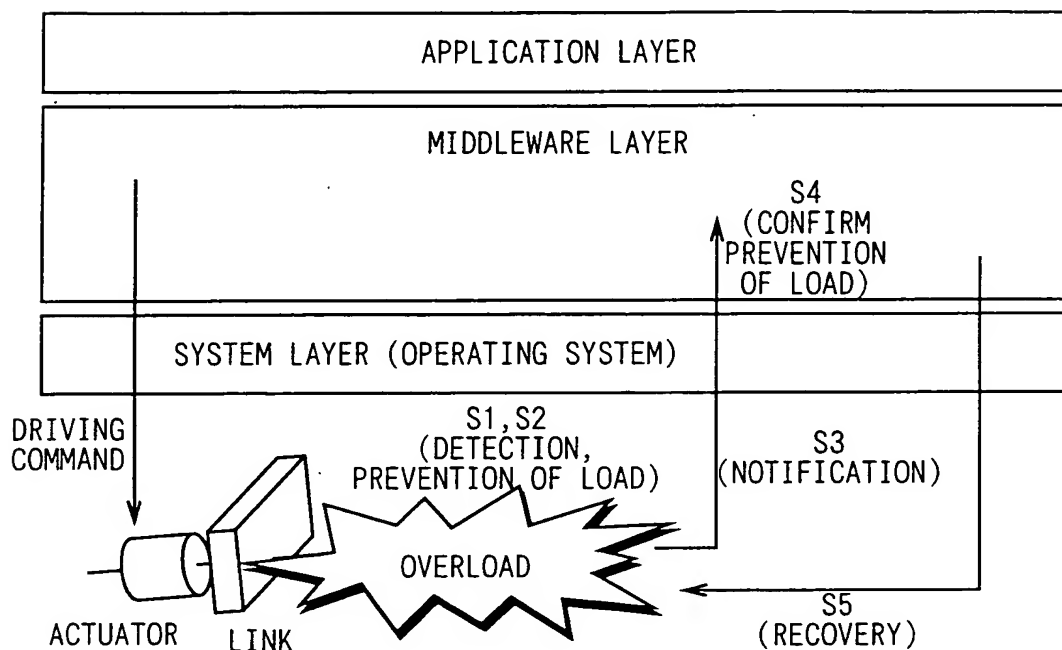 APPLICATION LAYER
MIDDLEWARE LAYER
S4
(CONFIRM
PREVENTION
OF LOAD)
SYSTEM LAYER (OPERATING SYSTEM)
DRIVING
COMMAND
S1,S2
(DETECTION,
PREVENTION OF LOAD)
S3
(NOTIFICATION)
OVERLOAD
S5
(RECOVERY)
ACTUATOR
LINK